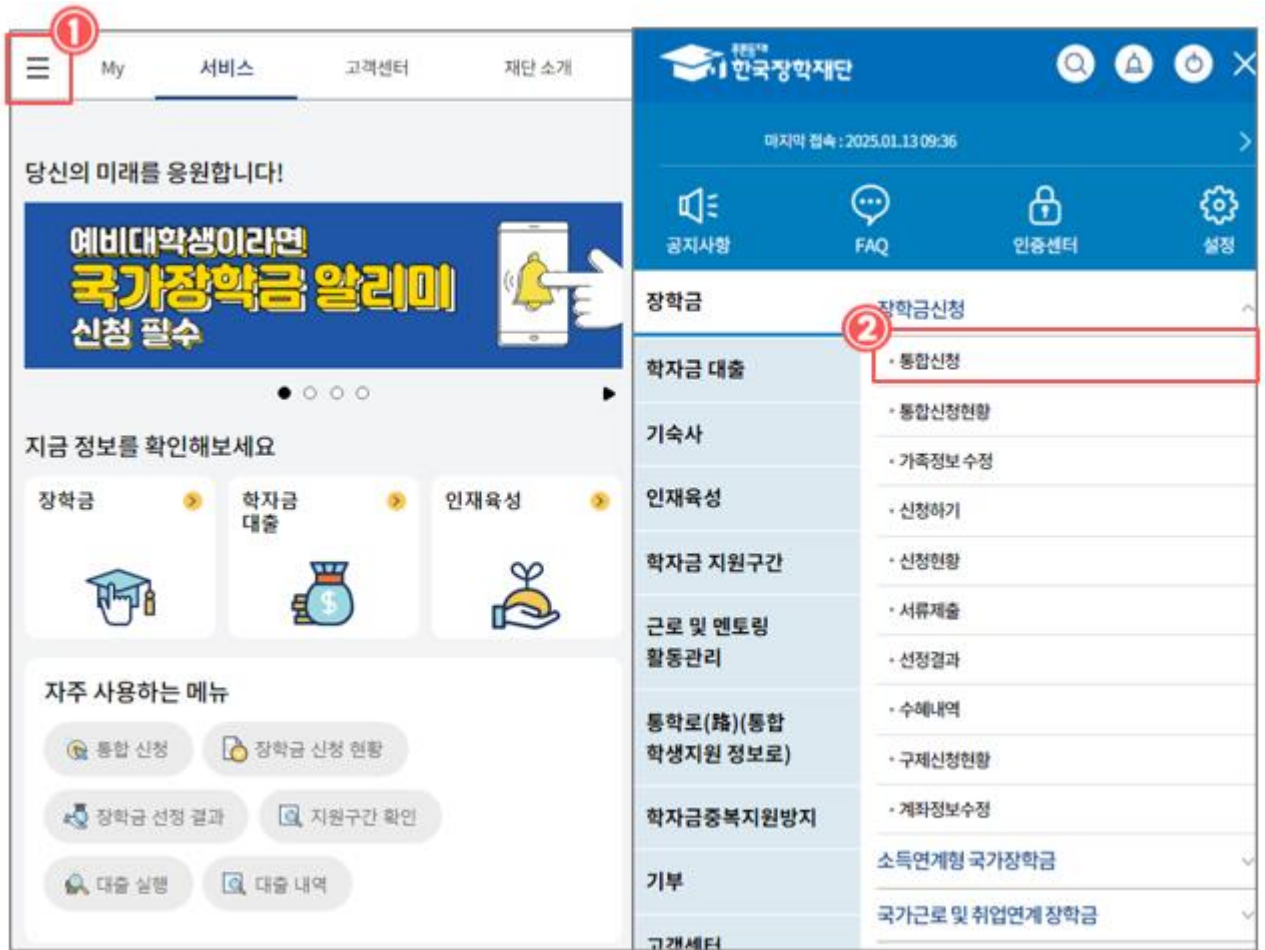 ①
My
서비스
고객센터
재단 소개
당신의 미래를 응원합니다!
예비대학생이라면
국가장학금 알리미
신청 필수
지금 정보를 확인해보세요
장학금
학자금
대출
인재육성
자주 사용하는 메뉴
통합 신청
장학금 신청 현황
장학금 선정 결과
지원구간 확인
대출 실행
대출 내역
푸른등대
한국장학재단
마지막 접속 : 2025.01.13 09:36
공지사항
FAQ
인증센터
설정
장학금
학자금 대출
기숙사
인재육성
학자금 지원구간
근로 및 멘토링
활동관리
통학로(路)(통합
학생지원 정보로)
학자금중복지원방지
기부
고객센터
장학금신청
②
· 통합신청
· 통합신청현황
· 가족정보 수정
· 신청하기
· 신청현황
· 서류제출
· 선정결과
· 수혜내역
· 구제신청현황
· 계좌정보수정
소득연계형 국가장학금
국가근로 및 취업연계 장학금